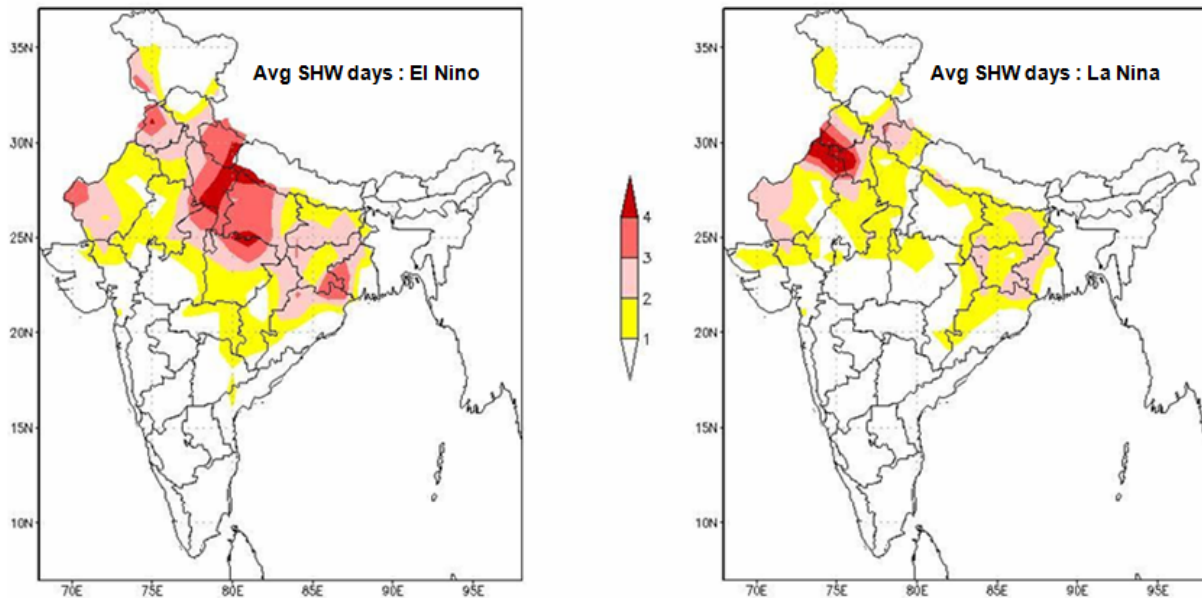 Avg SHW days : El Nino
35N
30N
25N
20N
15N
10N
70E
75E
80E
85E
90E
95E
4
3
2
1
Avg SHW days : La Nina
35N
30N
25N
20N
15N
10N
70E
75E
80E
85E
90E
95E